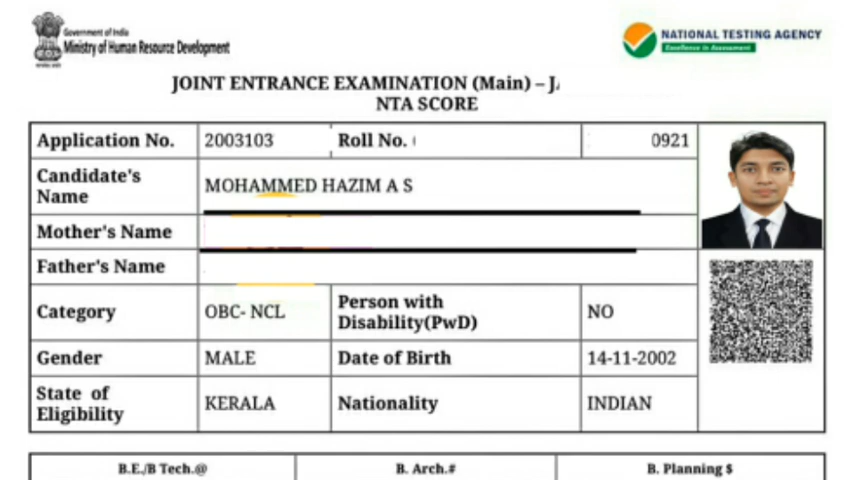 Government of India
Ministry of Human Resource Development
NATIONAL TESTING AGENCY
Excellence in Assessment
JOINT ENTRANCE EXAMINATION (Main) –
NTA SCORE
Application No. 2003103 Roll No. 0921
Candidate's
Name
MOHAMMED HAZIM A S
Mother's Name
Father's Name
Category OBC- NCL
Person with
Disability(PwD)
NO
Gender MALE Date of Birth 14-11-2002
State of
Eligibility
KERALA Nationality INDIAN
B.E./B Tech.@ B. Arch.# B. Planning $